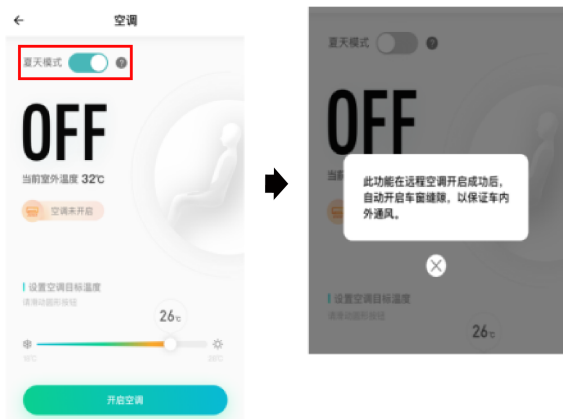 空调
夏天模式
OFF
当前室外温度 32℃
空调未开启
设置空调目标温度
请滑动圆形按钮
26℃
开启空调
夏天模式
OFF
此功能在远程空调开启成功后，
自动开启车窗缝隙，以保证车内
外通风。
设置空调目标温度
请滑动圆形按钮
26℃